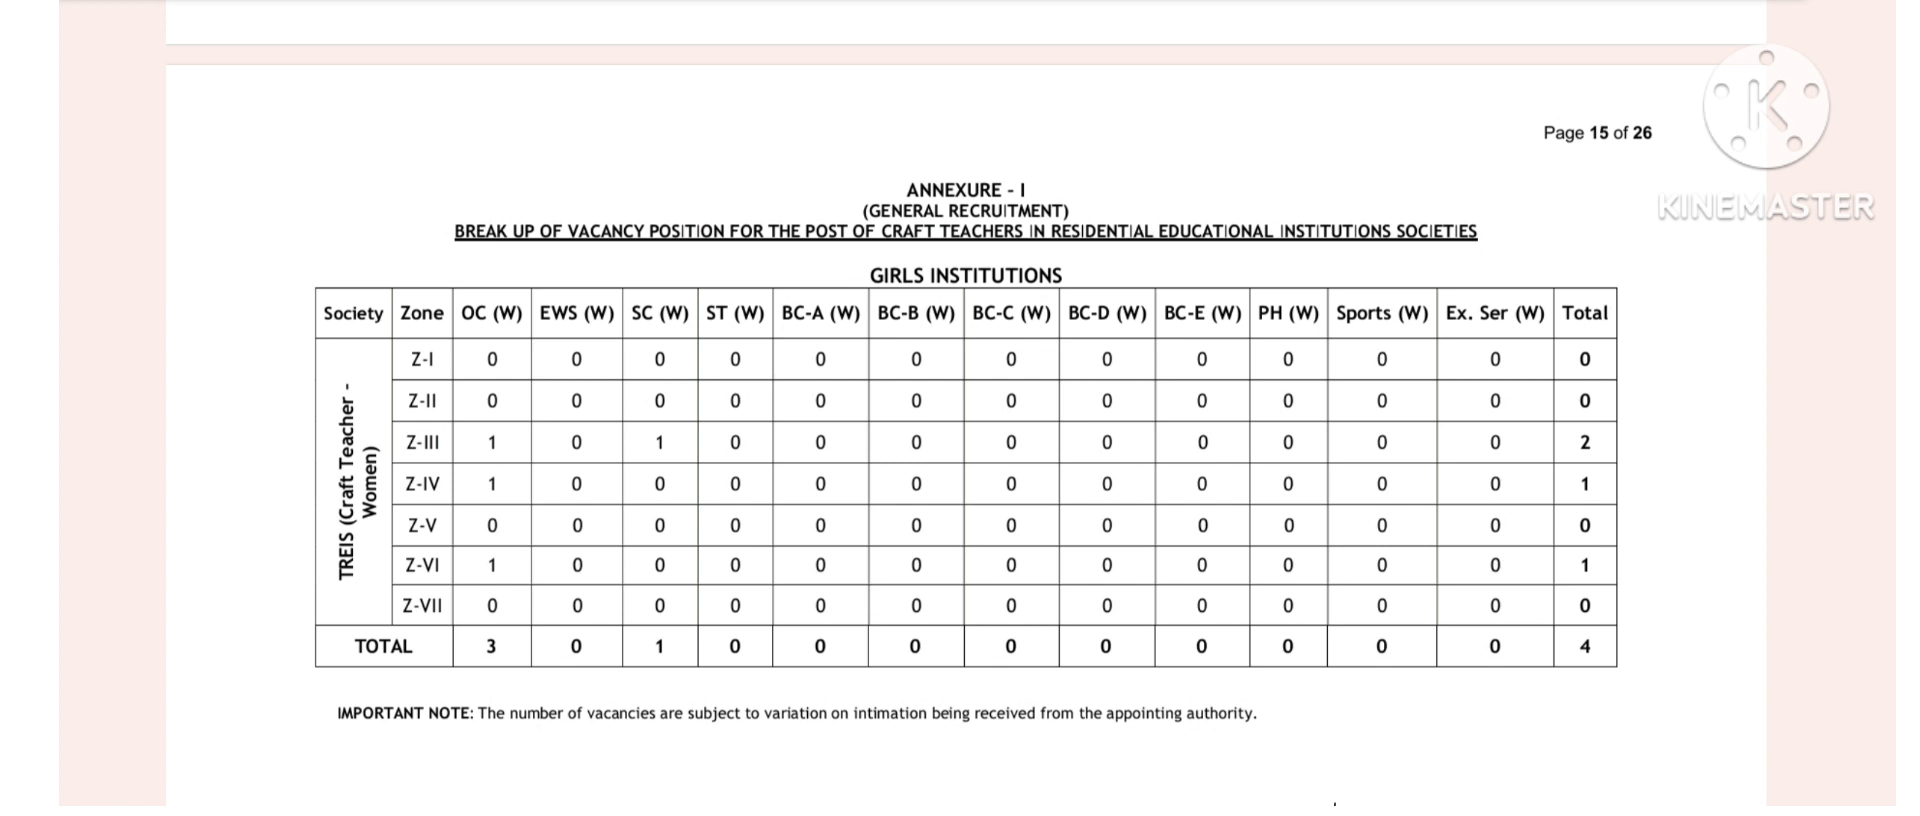 Page 15 of 26
K
KINEMASTER
ANNEXURE - I
(GENERAL RECRUITMENT)
BREAK UP OF VACANCY POSITION FOR THE POST OF CRAFT TEACHERS IN RESIDENTIAL EDUCATIONAL INSTITUTIONS SOCIETIES
GIRLS INSTITUTIONS
Society Zone OC (W) EWS (W) SC (W) ST (W) BC-A (W) BC-B (W) BC-C (W) BC-D (W) BC-E (W) PH (W) Sports (W) Ex. Ser (W) Total
TREIS (Craft Teacher -
Women)
Z-I 0 0 0 0 0 0 0 0 0 0 0 0 0
Z-II 0 0 0 0 0 0 0 0 0 0 0 0 0
Z-III 1 0 1 0 0 0 0 0 0 0 0 0 2
Z-IV 1 0 0 0 0 0 0 0 0 0 0 0 1
Z-V 0 0 0 0 0 0 0 0 0 0 0 0 0
Z-VI 1 0 0 0 0 0 0 0 0 0 0 0 1
Z-VII 0 0 0 0 0 0 0 0 0 0 0 0 0
TOTAL 3 0 1 0 0 0 0 0 0 0 0 0 4
IMPORTANT NOTE: The number of vacancies are subject to variation on intimation being received from the appointing authority.